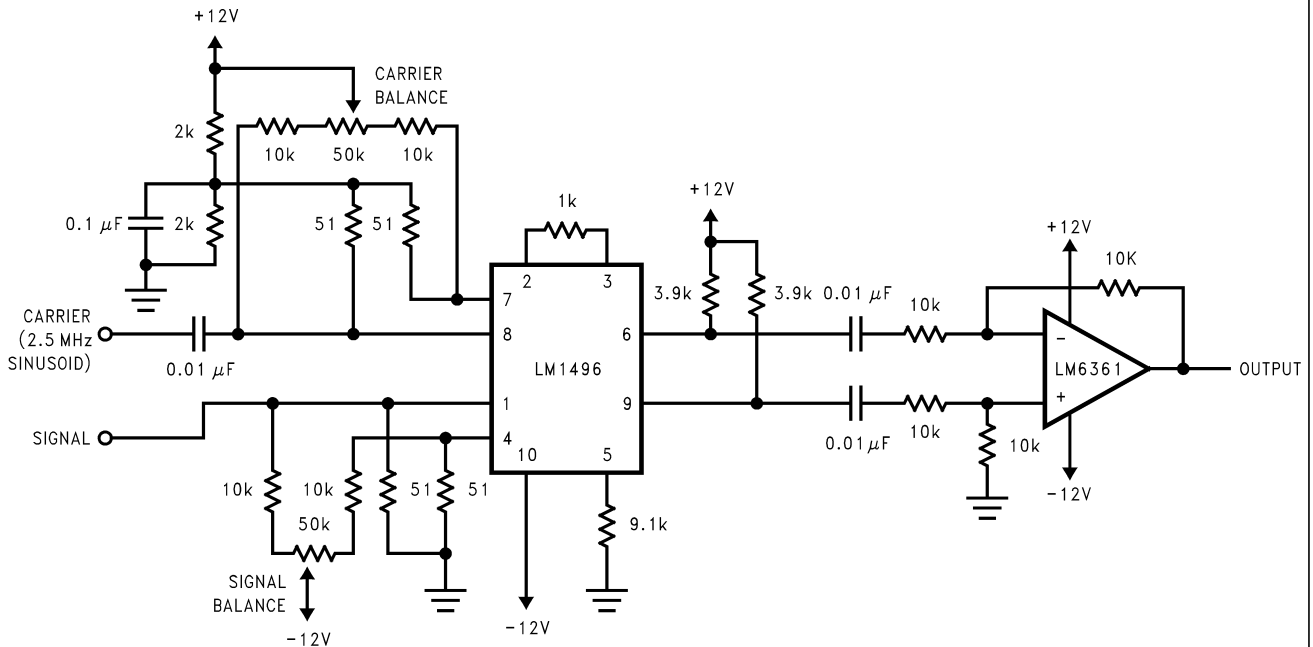 +12V
CARRIER
BALANCE
2k
10k
50k
10k
0.1 µF
2k
51
51
1k
2
3
+12V
+12V
7
3.9k
3.9k
0.01 µF
10k
10K
CARRIER
(2.5 MHz
SINUSOID)
0.01 µF
8
6
LM1496
−
LM6361
+
OUTPUT
1
9
SIGNAL
4
10
5
0.01 µF
10k
10k
−12V
10k
10k
51
51
50k
9.1k
SIGNAL
BALANCE
−12V
−12V